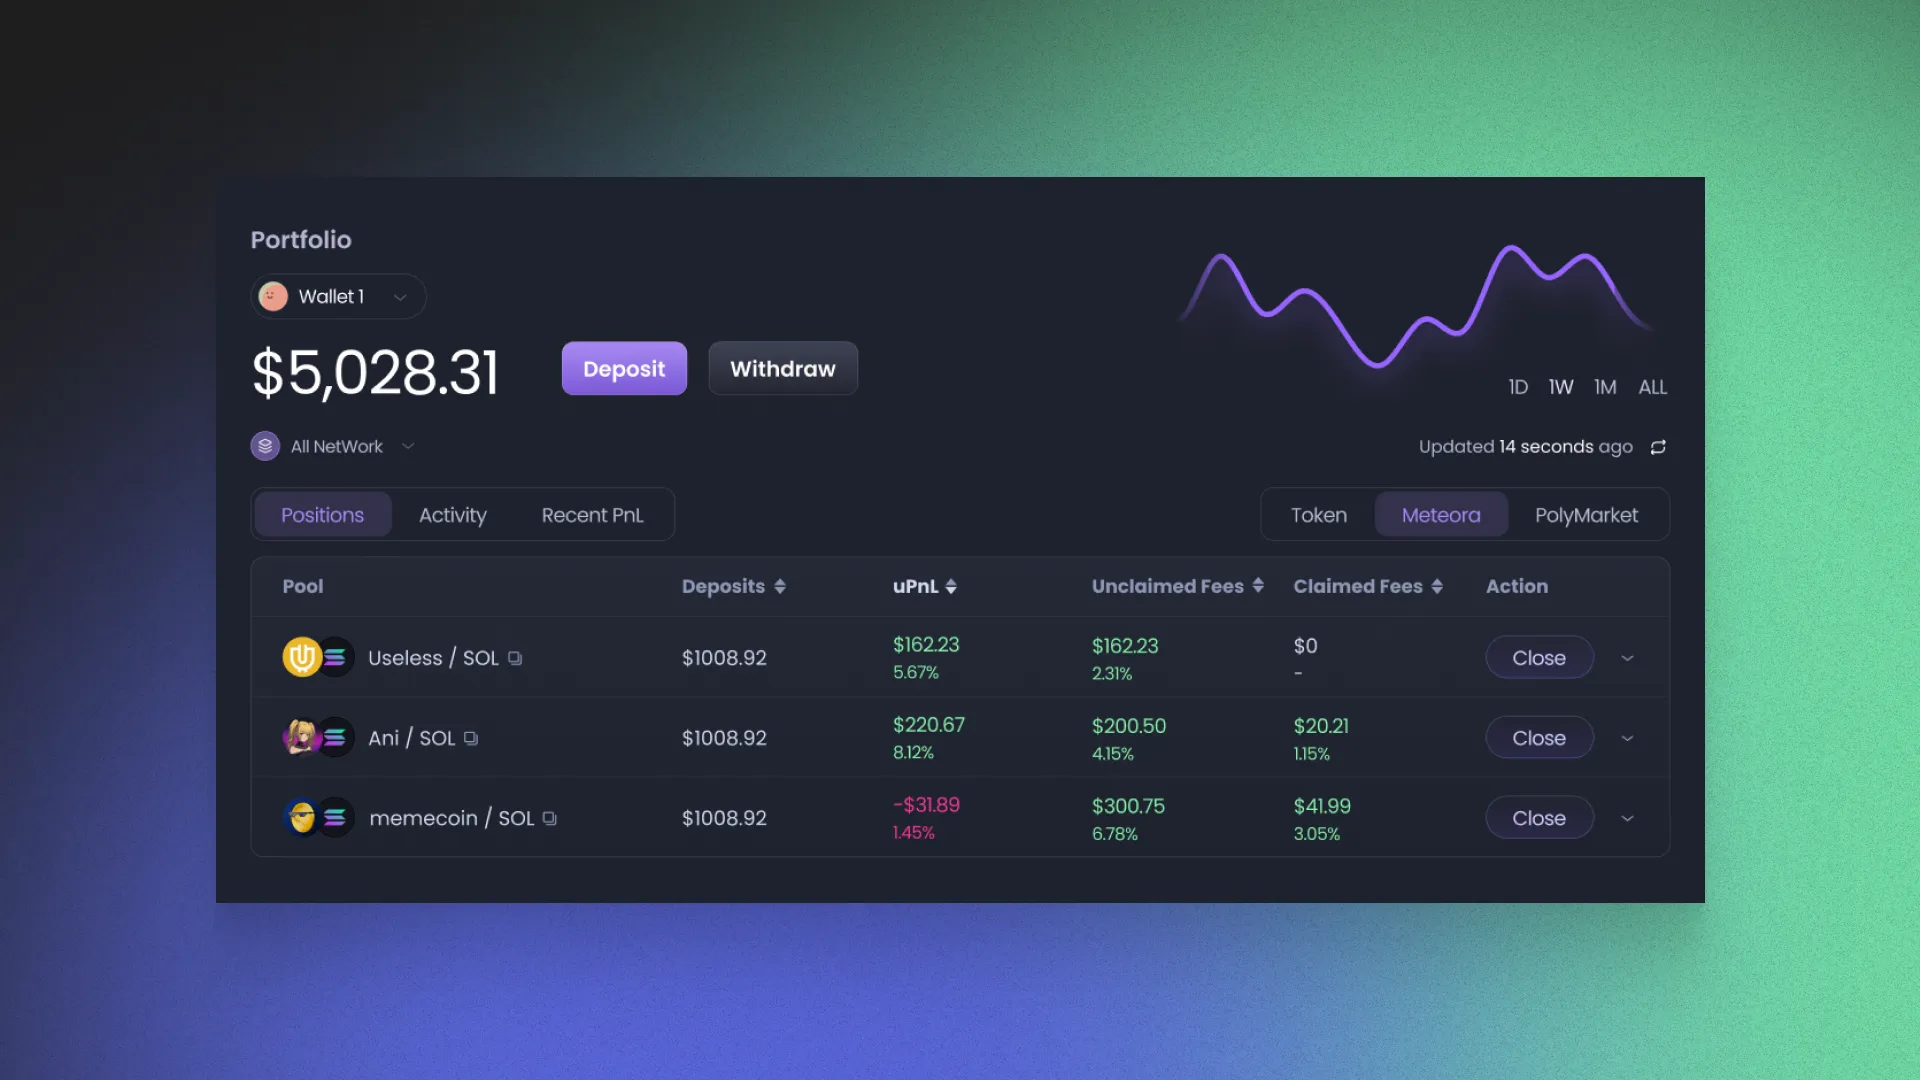 Portfolio
Wallet 1
$5,028.31
Deposit
Withdraw
1D 1W 1M ALL
All NetWork
Updated 14 seconds ago
Positions Activity Recent PnL
Token Meteora PolyMarket
Pool Deposits uPnL Unclaimed Fees Claimed Fees Action
Useless / SOL $1008.92 $162.23 $162.23 $0 Close
5.67% 2.31% -
Ani / SOL $1008.92 $220.67 $200.50 $20.21 Close
8.12% 4.15% 1.15%
memecoin / SOL $1008.92 -$31.89 $300.75 $41.99 Close
1.45% 6.78% 3.05%